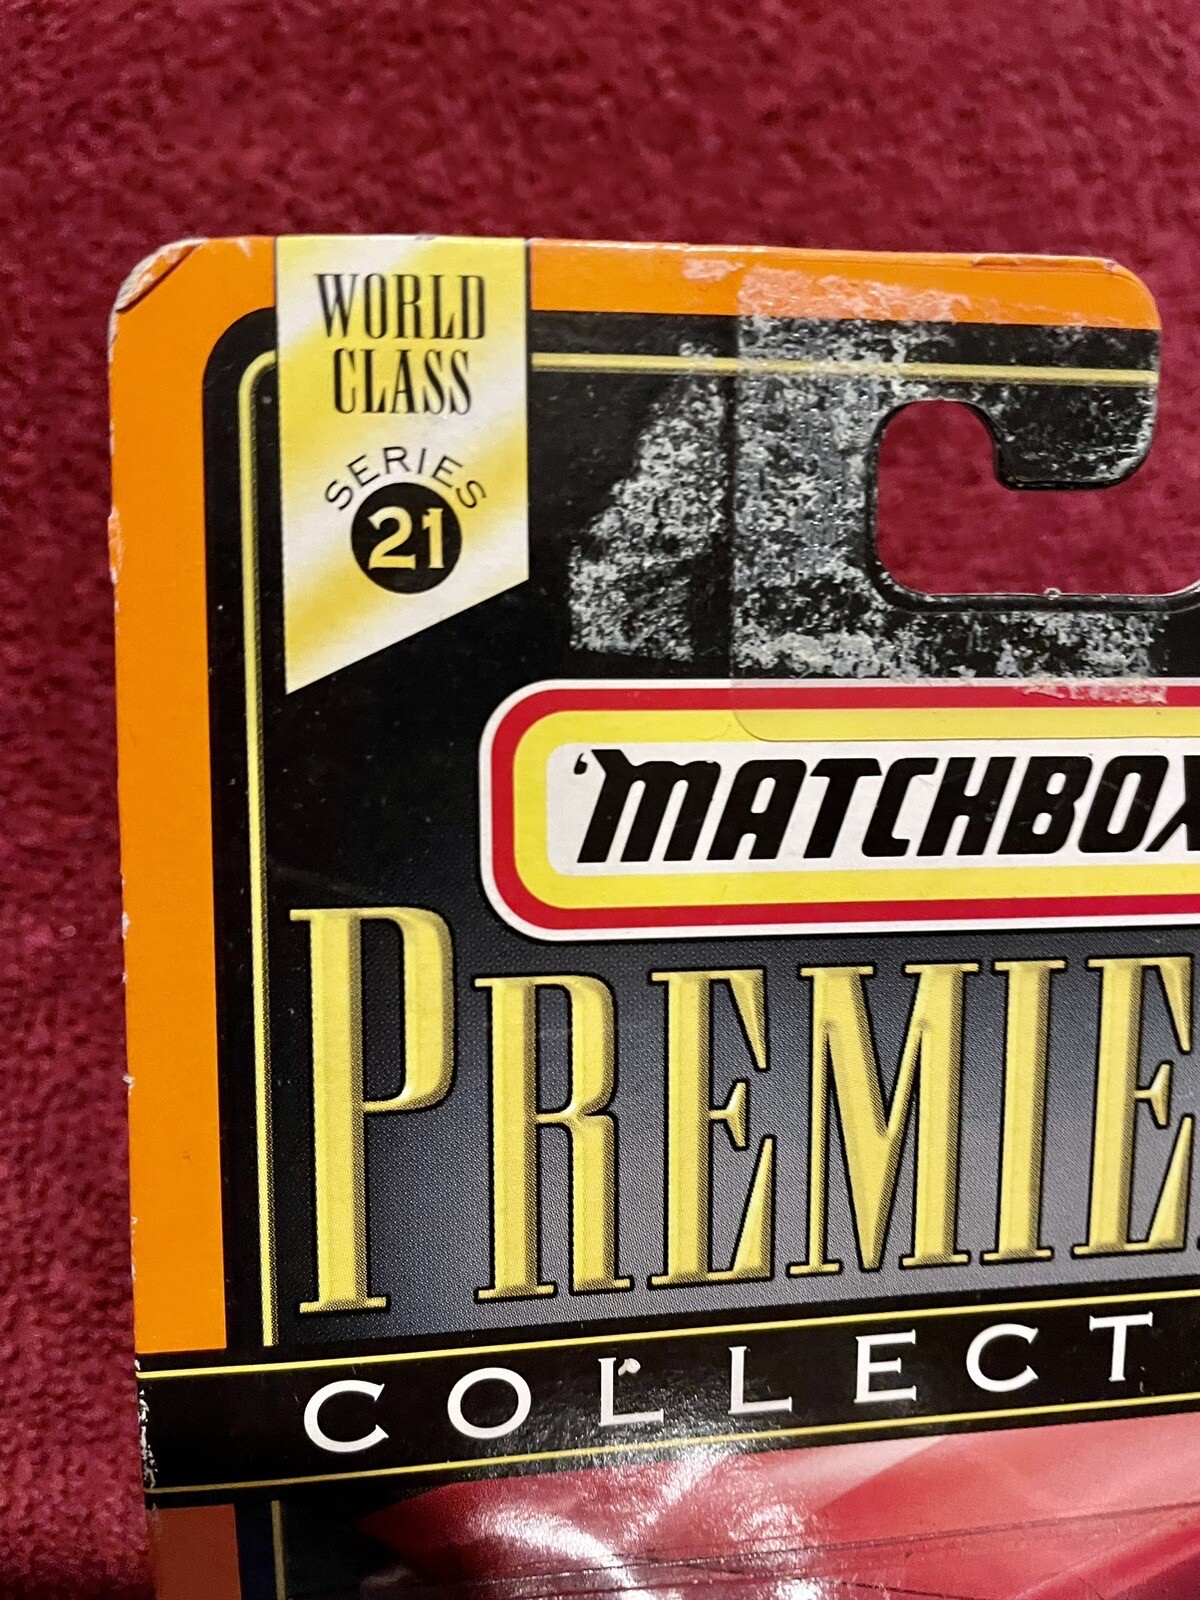 WORLD
CLASS
SERIES
21
'MATCHBOX
PREMIE
COLLECT